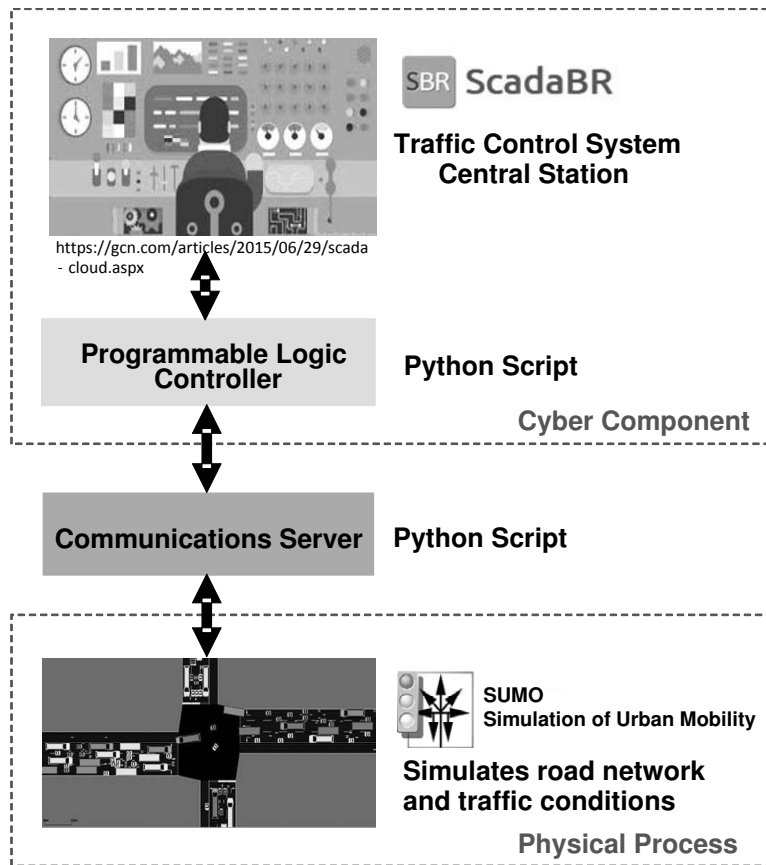 SBR ScadaBR
Traffic Control System
Central Station
https://gcn.com/articles/2015/06/29/scada
- cloud.aspx
Programmable Logic
Controller
Python Script
Cyber Component
Communications Server
Python Script
SUMO
Simulation of Urban Mobility
Simulates road network
and traffic conditions
Physical Process